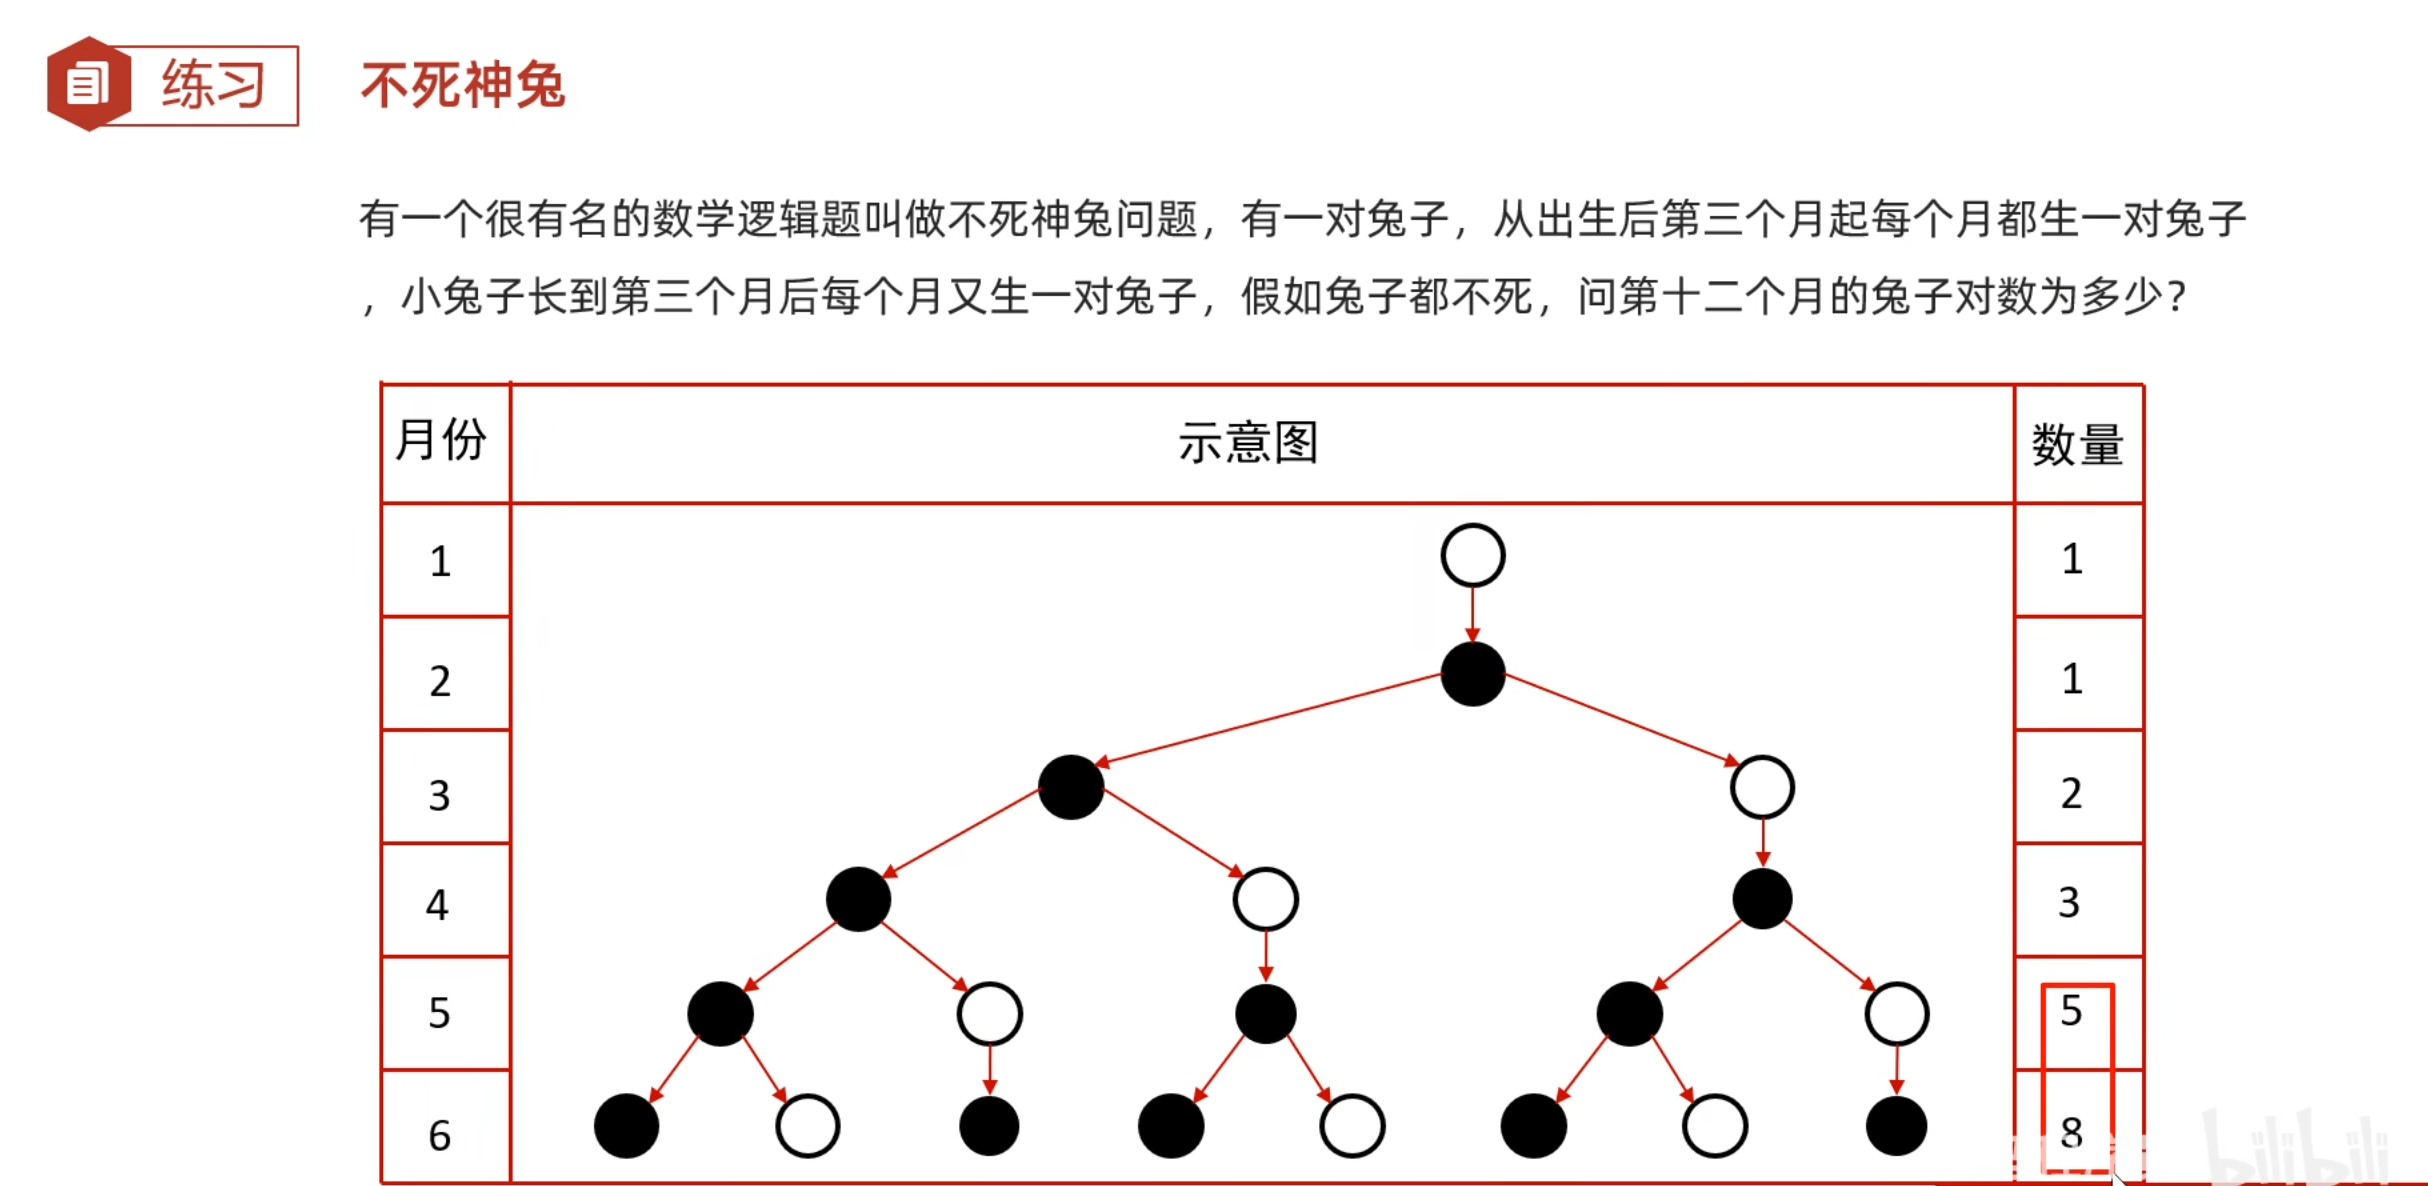 练习
不死神兔
有一个很有名的数学逻辑题叫做不死神兔问题，有一对兔子，从出生后第三个月起每个月都生一对兔子
，小兔子长到第三个月后每个月又生一对兔子，假如兔子都不死，问第十二个月的兔子对数为多少？
月份 示意图 数量
1 1
2 1
3 2
4 3
5 5
6 8
bilibili